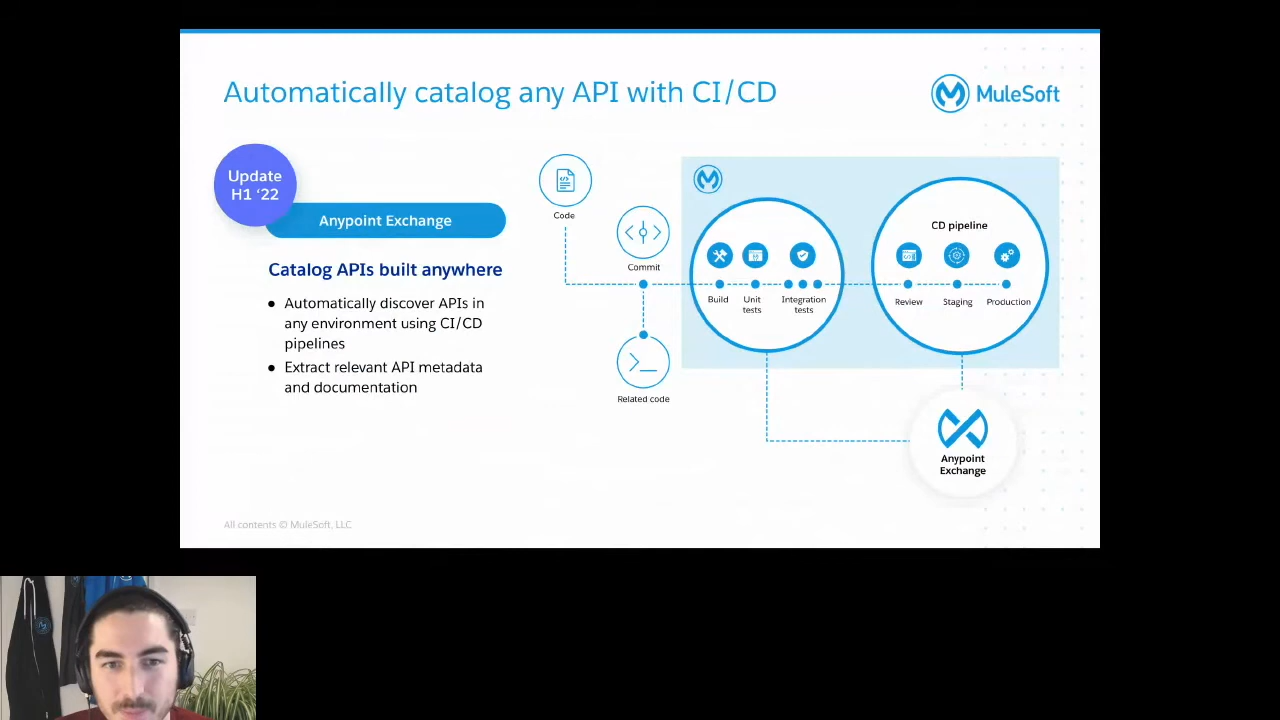 Automatically catalog any API with CI/CD
MuleSoft
Update
H1 ‘22
Anypoint Exchange
Catalog APIs built anywhere
● Automatically discover APIs in
any environment using CI/CD
pipelines
● Extract relevant API metadata
and documentation
Code
Commit
Related code
Build
Unit
tests
Integration
tests
CD pipeline
Review
Staging
Production
Anypoint
Exchange
All contents © MuleSoft, LLC